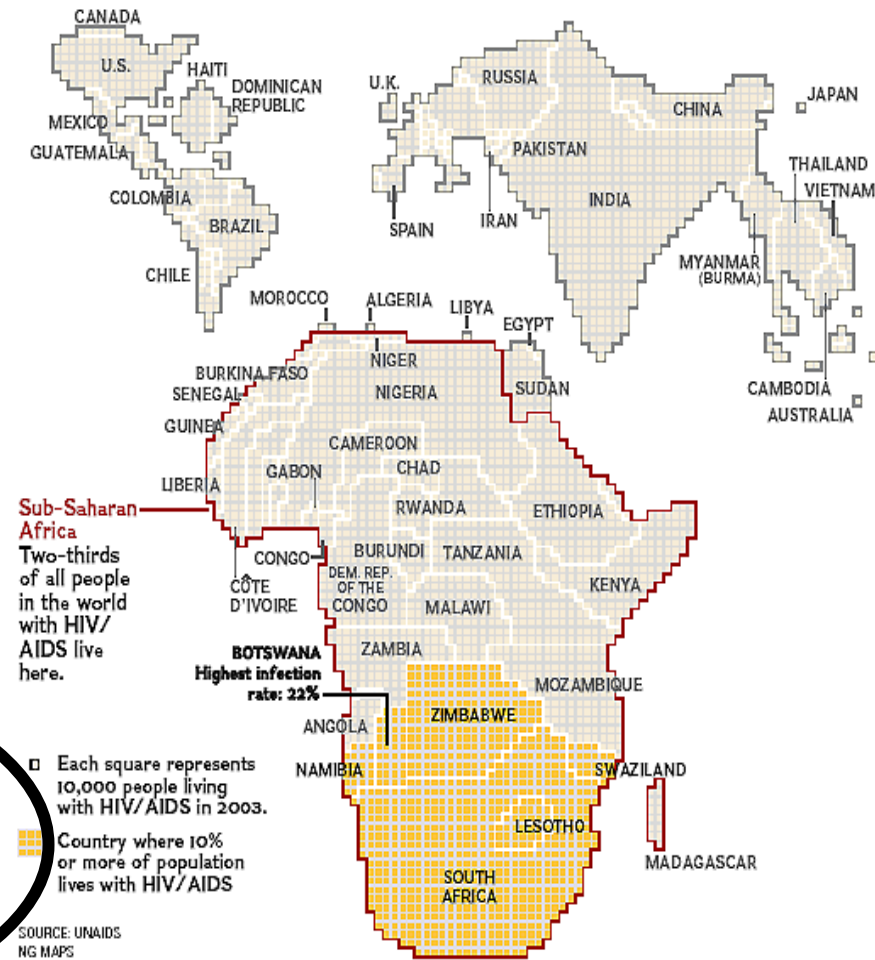 CANADA
U.S.
HAITI
DOMINICAN
REPUBLIC
MEXICO
GUATEMALA
COLOMBIA
BRAZIL
CHILE
U.K.
RUSSIA
CHINA
JAPAN
PAKISTAN
THAILAND
VIETNAM
INDIA
IRAN
SPAIN
MYANMAR
(BURMA)
CAMBODIA
AUSTRALIA
MOROCCO
ALGERIA
LIBYA
EGYPT
BURKINA FASO
NIGER
SENEGAL
NIGERIA
SUDAN
GUINEA
CAMEROON
GABON
CHAD
LIBERIA
RWANDA
ETHIOPIA
Sub-Saharan
Africa
Two-thirds
of all people
in the world
with HIV/
AIDS live
here.
CONGO
BURUNDI
TANZANIA
DEM. REP.
OF THE
CONGO
CÔTE
D'IVOIRE
KENYA
MALAWI
ZAMBIA
BOTSWANA
Highest infection
rate: 22%
MOZAMBIQUE
ZIMBABWE
ANGOLA
NAMIBIA
SWAZILAND
Each square represents
10,000 people living
with HIV/AIDS in 2003.
Country where 10%
or more of population
lives with HIV/AIDS
LESOTHO
MADAGASCAR
SOUTH
AFRICA
SOURCE: UNAIDS
NG MAPS